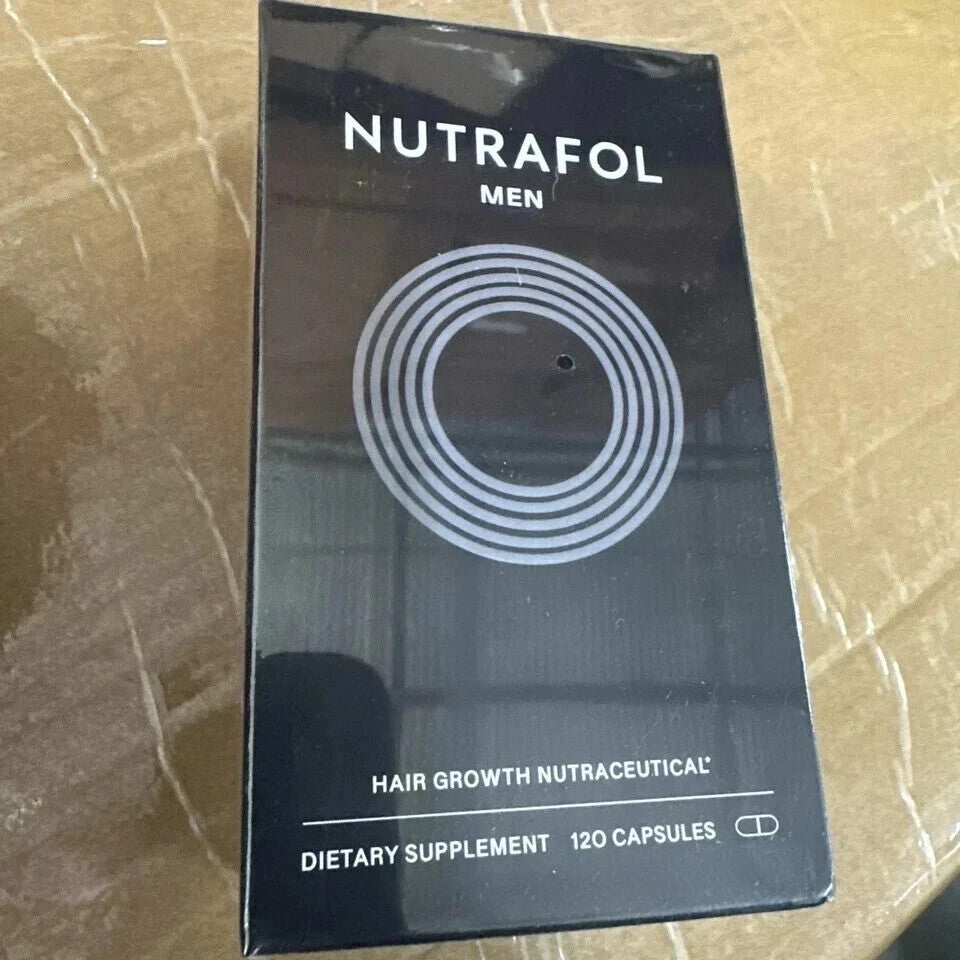 NUTRAFOL
MEN
HAIR GROWTH NUTRACEUTICAL*
DIETARY SUPPLEMENT 120 CAPSULES